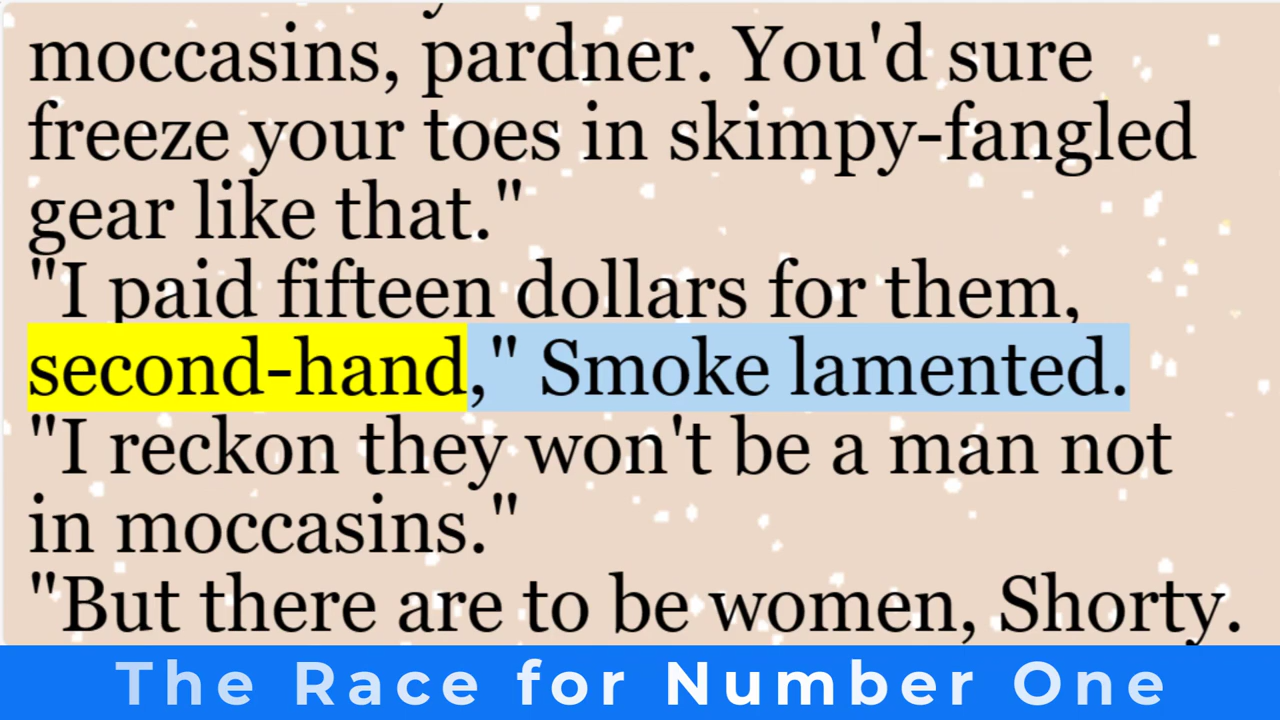 moccasins, pardner. You'd sure
freeze your toes in skimpy-fangled
gear like that."
"I paid fifteen dollars for them,
second-hand," Smoke lamented.
"I reckon they won't be a man not
in moccasins."
"But there are to be women, Shorty.
The Race for Number One